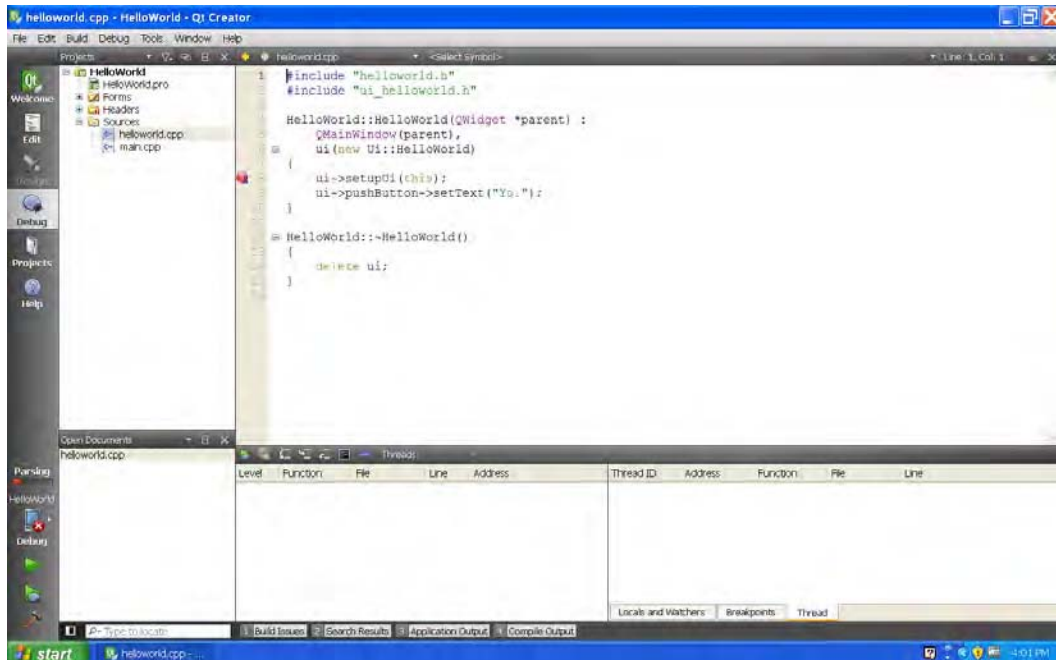 helloworld.cpp - HelloWorld - Qt Creator
File Edit Build Debug Tools Window Help
Projects
helloworld.cpp
<Select Symbol>
Line: 1, Col: 1
Welcome
Edit
Debug
Projects
Help
HelloWorld
HelloWorld.pro
Forms
Headers
Sources
helloworld.cpp
main.cpp
1 #include "helloworld.h"
#include "ui_helloworld.h"
HelloWorld::HelloWorld(QWidget *parent) :
QMainWindow(parent),
ui(new Ui::HelloWorld)
{
ui->setupUi(this);
ui->pushButton->setText("Yo.");
}
HelloWorld::~HelloWorld()
{
delete ui;
}
Open Documents
helloworld.cpp
Parsing
HelloWorld
Debug
Threads:
Level Function File Line Address
Thread ID Address Function File Line
Locals and Watchers Breakpoints Thread
Type to locate
1 Build Issues 2 Search Results 3 Application Output 4 Compile Output
start
helloworld.cpp - ...
4:01 PM